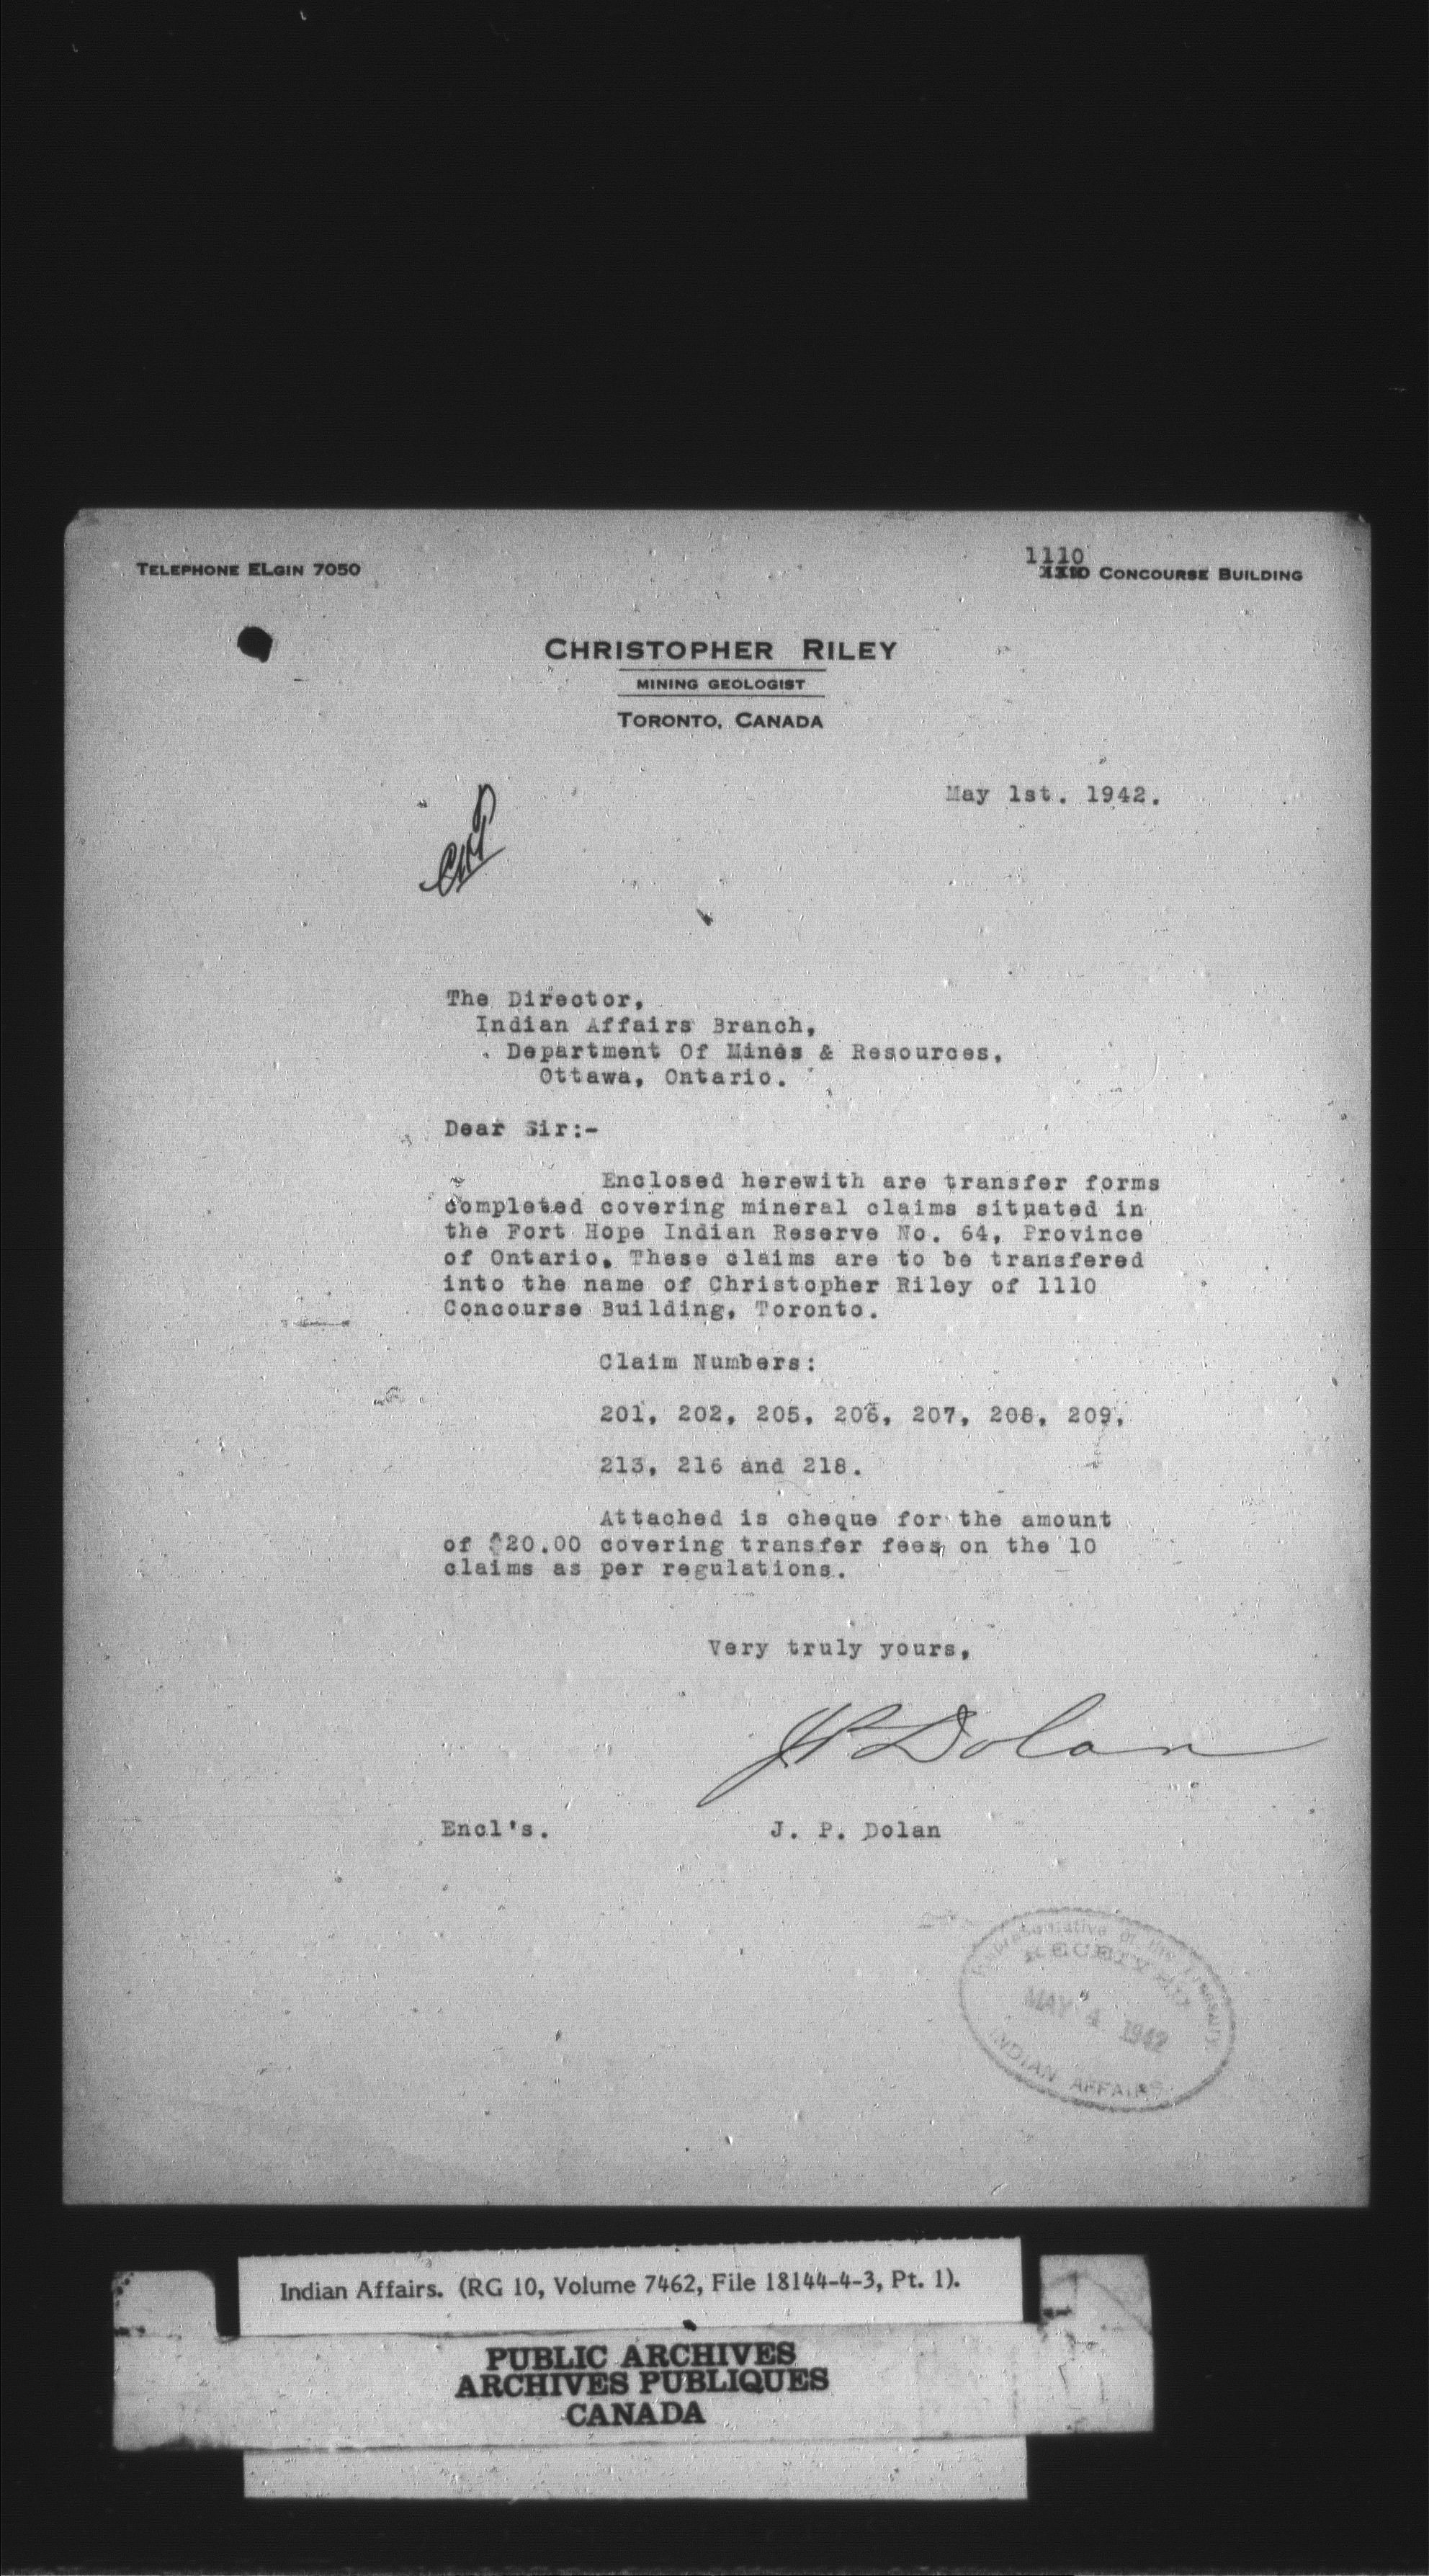 TELEPHONE ELGIN 7050
1110
CONCOURSE BUILDING
CHRISTOPHER RILEY
MINING GEOLOGIST
TORONTO, CANADA
May 1st. 1942.
The Director,
Indian Affairs Branch,
Department Of Mines & Resources,
Ottawa, Ontario.
Dear Sir:-
Enclosed herewith are transfer forms
completed covering mineral claims situated in
the Fort Hope Indian Reserve No. 64, Province
of Ontario. These claims are to be transfered
into the name of Christopher Riley of 1110
Concourse Building, Toronto.
Claim Numbers:
201, 202, 205, 206, 207, 208, 209,
213, 216 and 218.
Attached is cheque for the amount
of $20.00 covering transfer fees on the 10
claims as per regulations.
Very truly yours,
JP Dolan
Encl's. J. P. Dolan
Representative of the Treasury
RECEIVED
MAY 4 1942
INDIAN AFFAIRS
Indian Affairs. (RG 10, Volume 7462, File 18144-4-3, Pt. 1).
PUBLIC ARCHIVES
ARCHIVES PUBLIQUES
CANADA